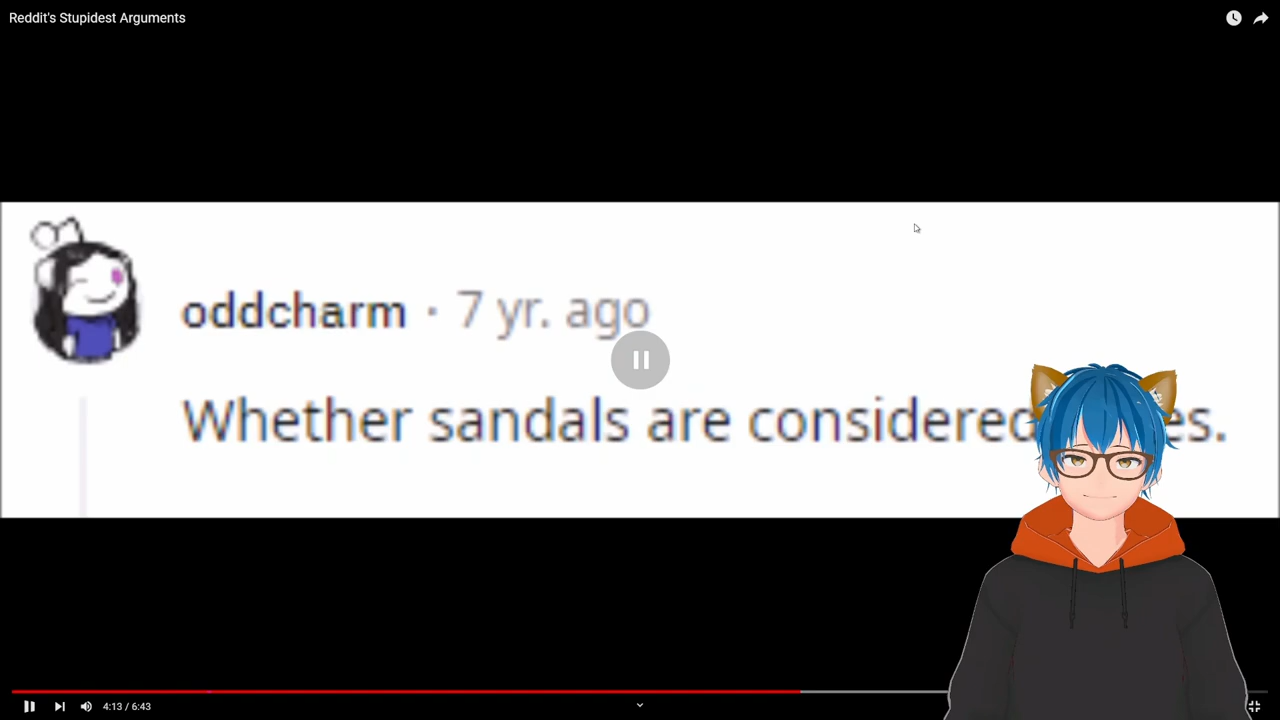 Reddit's Stupidest Arguments
oddcharm · 7 yr. ago
Whether sandals are considered
4:13 / 6:43